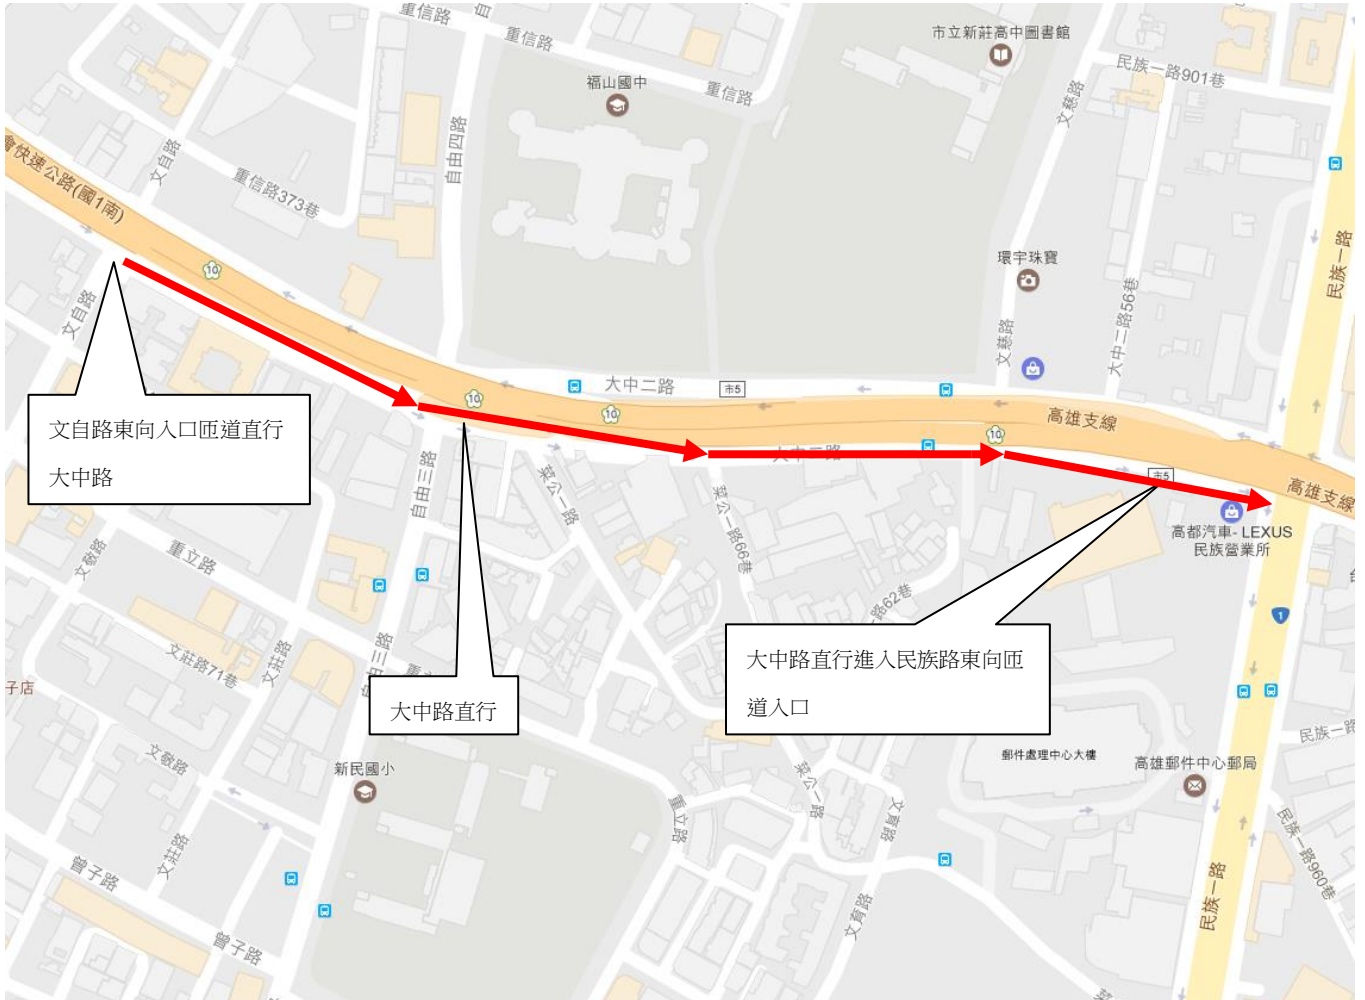 重信路
自
重信路
市立新莊高中圖書館
福山國中
重信路
民族一路901巷
文慈路
文自路
自由四路
會快速公路(國1南)
重信路373巷
民族一路
環宇珠寶
10
文自路
文慈路
大中二路56巷
大中二路
市5
10
10
高雄支線
10
文自路東向入口匝道直行
大中路
大中二路
市5
高雄支線
自由三路
菜公一路
菜公一路66巷
高都汽車- LEXUS
民族營業所
文敬路
重立路
路62巷
1
文莊路71巷
文莊路
自由三路
大中路直行進入民族路東向匝
道入口
子店
大中路直行
民族一路
文敬路
新民國小
郵件處理中心大樓
高雄郵件中心郵局
菜公一路
重立路
文育路
文莊路
民族一路960巷
曾子路
民族一路
文育路
曾子路